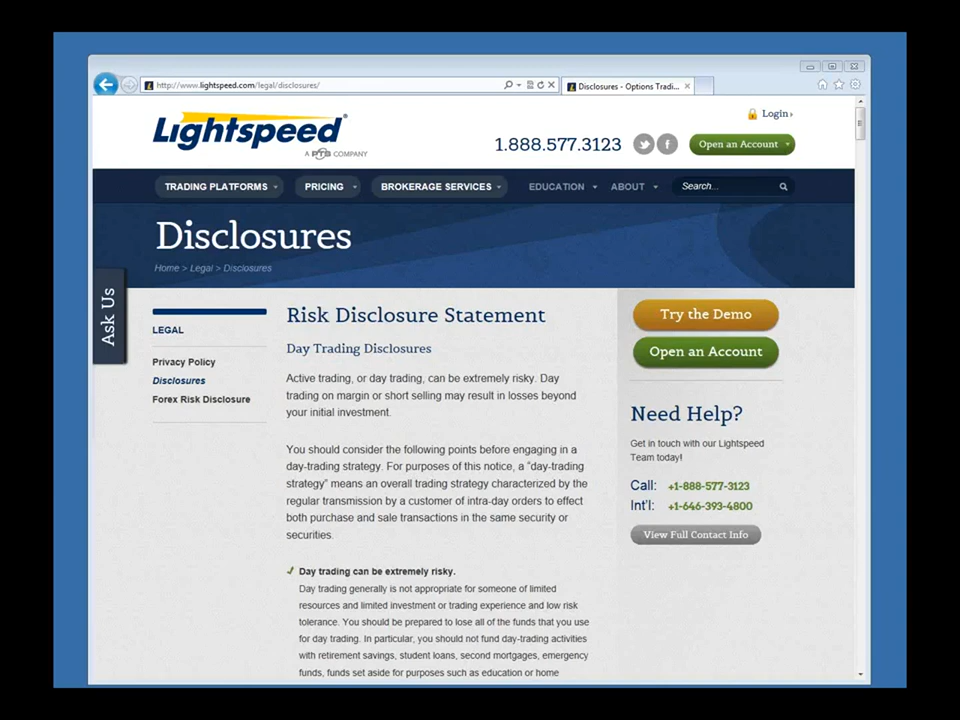 http://www.lightspeed.com/legal/disclosures/
Disclosures - Options Tradi...
Lightspeed®
A PTG COMPANY
Login
1.888.577.3123
Open an Account
TRADING PLATFORMS
PRICING
BROKERAGE SERVICES
EDUCATION
ABOUT
Search...
Disclosures
Home > Legal > Disclosures
Ask Us
LEGAL
Privacy Policy
Disclosures
Forex Risk Disclosure
Risk Disclosure Statement
Day Trading Disclosures
Active trading, or day trading, can be extremely risky. Day
trading on margin or short selling may result in losses beyond
your initial investment.
You should consider the following points before engaging in a
day-trading strategy. For purposes of this notice, a “day-trading
strategy” means an overall trading strategy characterized by the
regular transmission by a customer of intra-day orders to effect
both purchase and sale transactions in the same security or
securities.
Day trading can be extremely risky.
Day trading generally is not appropriate for someone of limited
resources and limited investment or trading experience and low risk
tolerance. You should be prepared to lose all of the funds that you use
for day trading. In particular, you should not fund day-trading activities
with retirement savings, student loans, second mortgages, emergency
funds, funds set aside for purposes such as education or home
Try the Demo
Open an Account
Need Help?
Get in touch with our Lightspeed
Team today!
Call: +1-888-577-3123
Int'l: +1-646-393-4800
View Full Contact Info